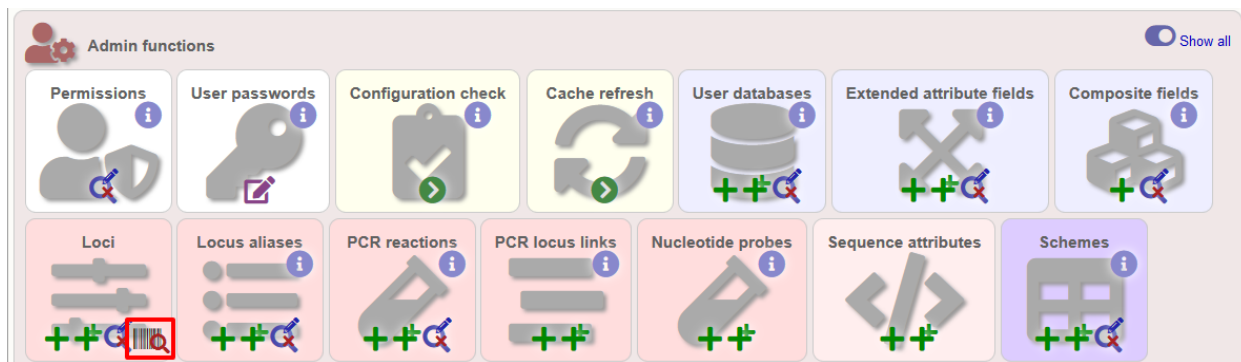 Admin functions
Show all
Permissions
User passwords
Configuration check
Cache refresh
User databases
Extended attribute fields
Composite fields
Loci
Locus aliases
PCR reactions
PCR locus links
Nucleotide probes
Sequence attributes
Schemes